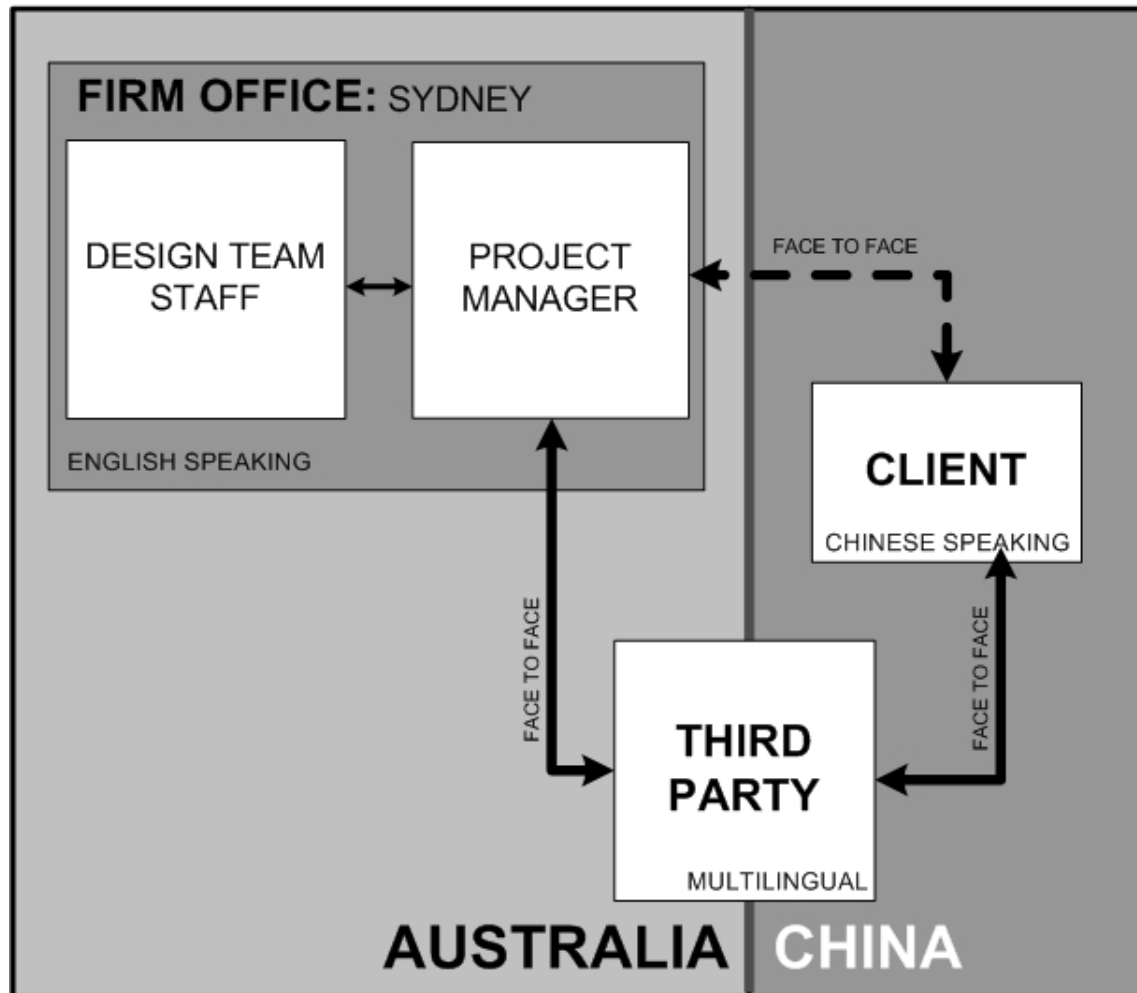 FIRM OFFICE: SYDNEY
DESIGN TEAM
STAFF
PROJECT
MANAGER
ENGLISH SPEAKING
FACE TO FACE
CLIENT
CHINESE SPEAKING
FACE TO FACE
FACE TO FACE
THIRD
PARTY
MULTILINGUAL
AUSTRALIA
CHINA